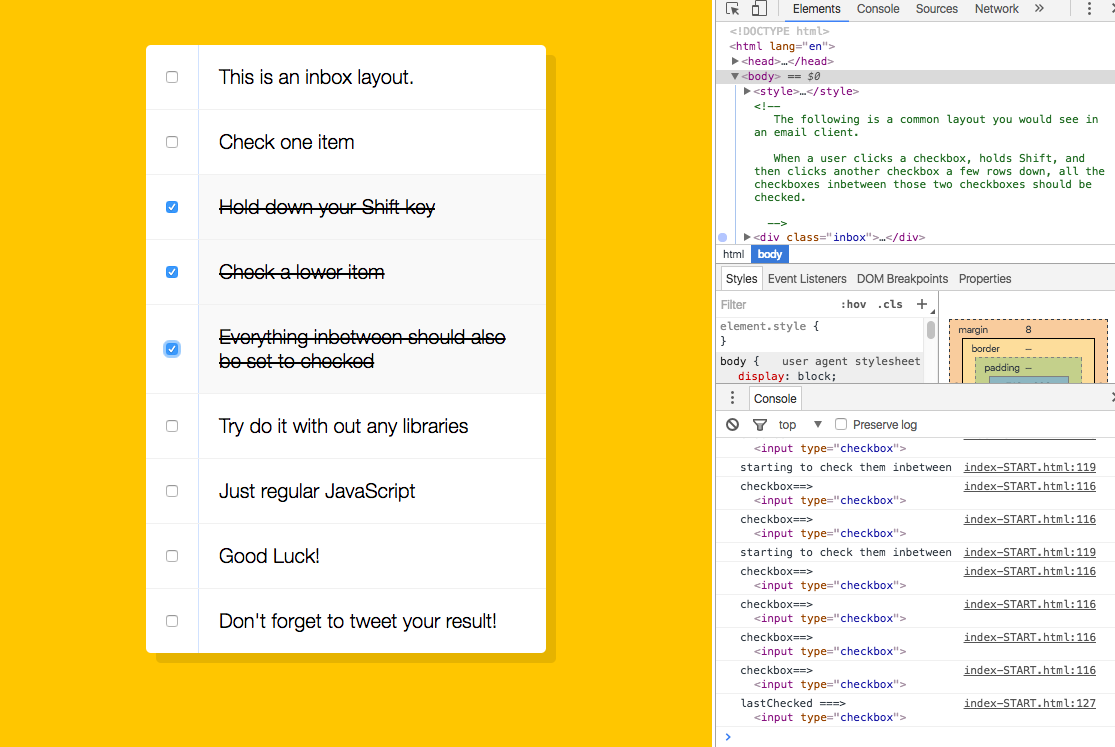 This is an inbox layout.
Check one item
Hold down your Shift key
Check a lower item
Everything inbetween should also
be set to checked
Try do it with out any libraries
Just regular JavaScript
Good Luck!
Don't forget to tweet your result!
Elements Console Sources Network »
<!DOCTYPE html>
<html lang="en">
▶<head>…</head>
▼<body> == $0
▶<style>…</style>
<!--
The following is a common layout you would see in
an email client.
When a user clicks a checkbox, holds Shift, and
then clicks another checkbox a few rows down, all the
checkboxes inbetween those two checkboxes should be
checked.
-->
▶<div class="inbox">…</div>
html body
Styles Event Listeners DOM Breakpoints Properties
Filter :hov .cls +
element.style {
}
body { user agent stylesheet
display: block;
margin 8
border –
padding –
Console
top ▼ Preserve log
<input type="checkbox">
starting to check them inbetween index-START.html:119
checkbox==> index-START.html:116
<input type="checkbox">
checkbox==> index-START.html:116
<input type="checkbox">
starting to check them inbetween index-START.html:119
checkbox==> index-START.html:116
<input type="checkbox">
checkbox==> index-START.html:116
<input type="checkbox">
checkbox==> index-START.html:116
<input type="checkbox">
checkbox==> index-START.html:116
<input type="checkbox">
lastChecked ===> index-START.html:127
<input type="checkbox">
>